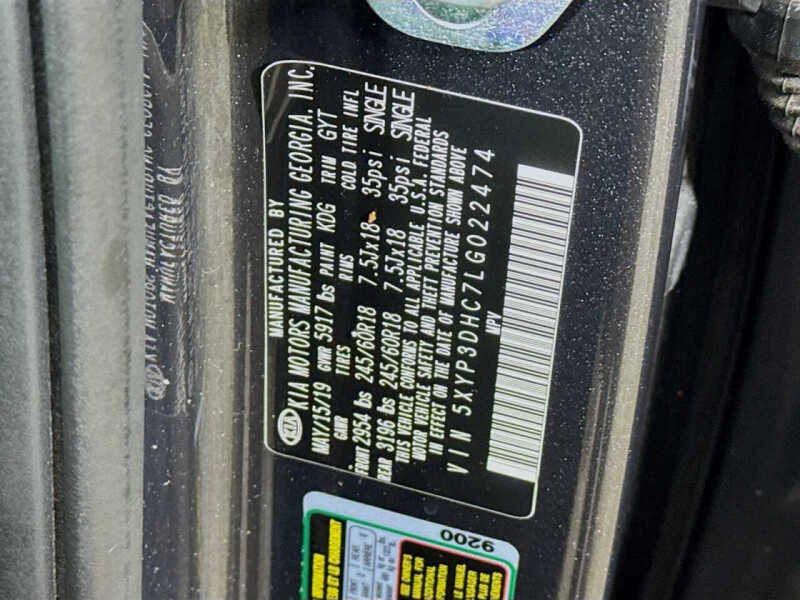 MANUFACTURED BY
KIA KIA MOTORS MANUFACTURING GEORGIA. INC.
MAY/15/19 GVWR 5917 lbs PAINT KDG TRIM GYT
GAWR TIRES RIMS COLD TIRE INFL
FRONT 2954 lbs 245/60R18 7.5Jx18 35psi SINGLE
REAR 3196 lbs 245/60R18 7.5Jx18 35psi SINGLE
THIS VEHICLE CONFORMS TO ALL APPLICABLE U.S.A. FEDERAL
MOTOR VEHICLE SAFETY AND THEFT PREVENTION STANDARDS
IN EFFECT ON THE DATE OF MANUFACTURE SHOWN ABOVE
VIN 5XYP3DHC7LG022474
MPV
9200